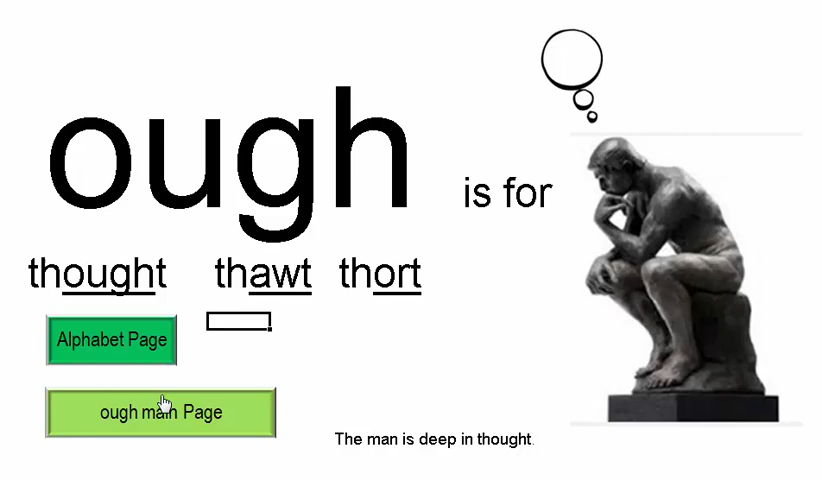 ough
is for
thought thawt thort
Alphabet Page
ough main Page
The man is deep in thought.